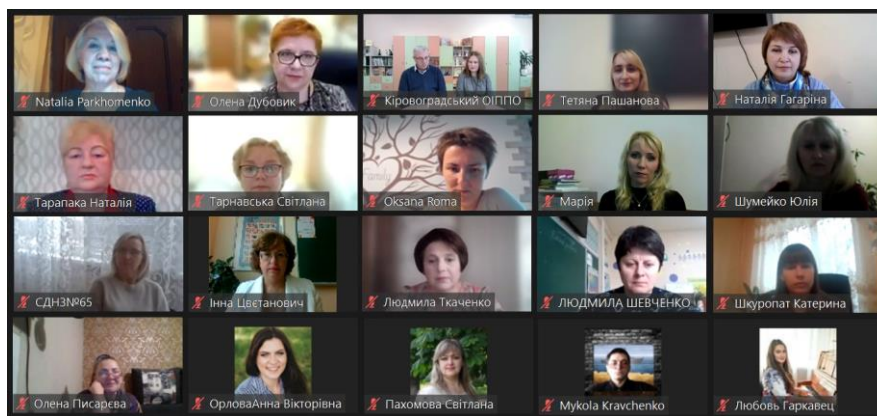 Natalia Parkhomenko
Олена Дубовик
Кіровоградський ОІППО
Тетяна Пашанова
Наталія Гагаріна
Тарапака Наталія
Тарнавська Світлана
Oksana Roma
Марія
Шумейко Юлія
СДНЗ№65
Інна Цвєтанович
Людмила Ткаченко
ЛЮДМИЛА ШЕВЧЕНКО
Шкуропат Катерина
Олена Писарєва
ОрловаАнна Вікторівна
Пахомова Світлана
Mykola Kravchenko
Любовь Гаркавец